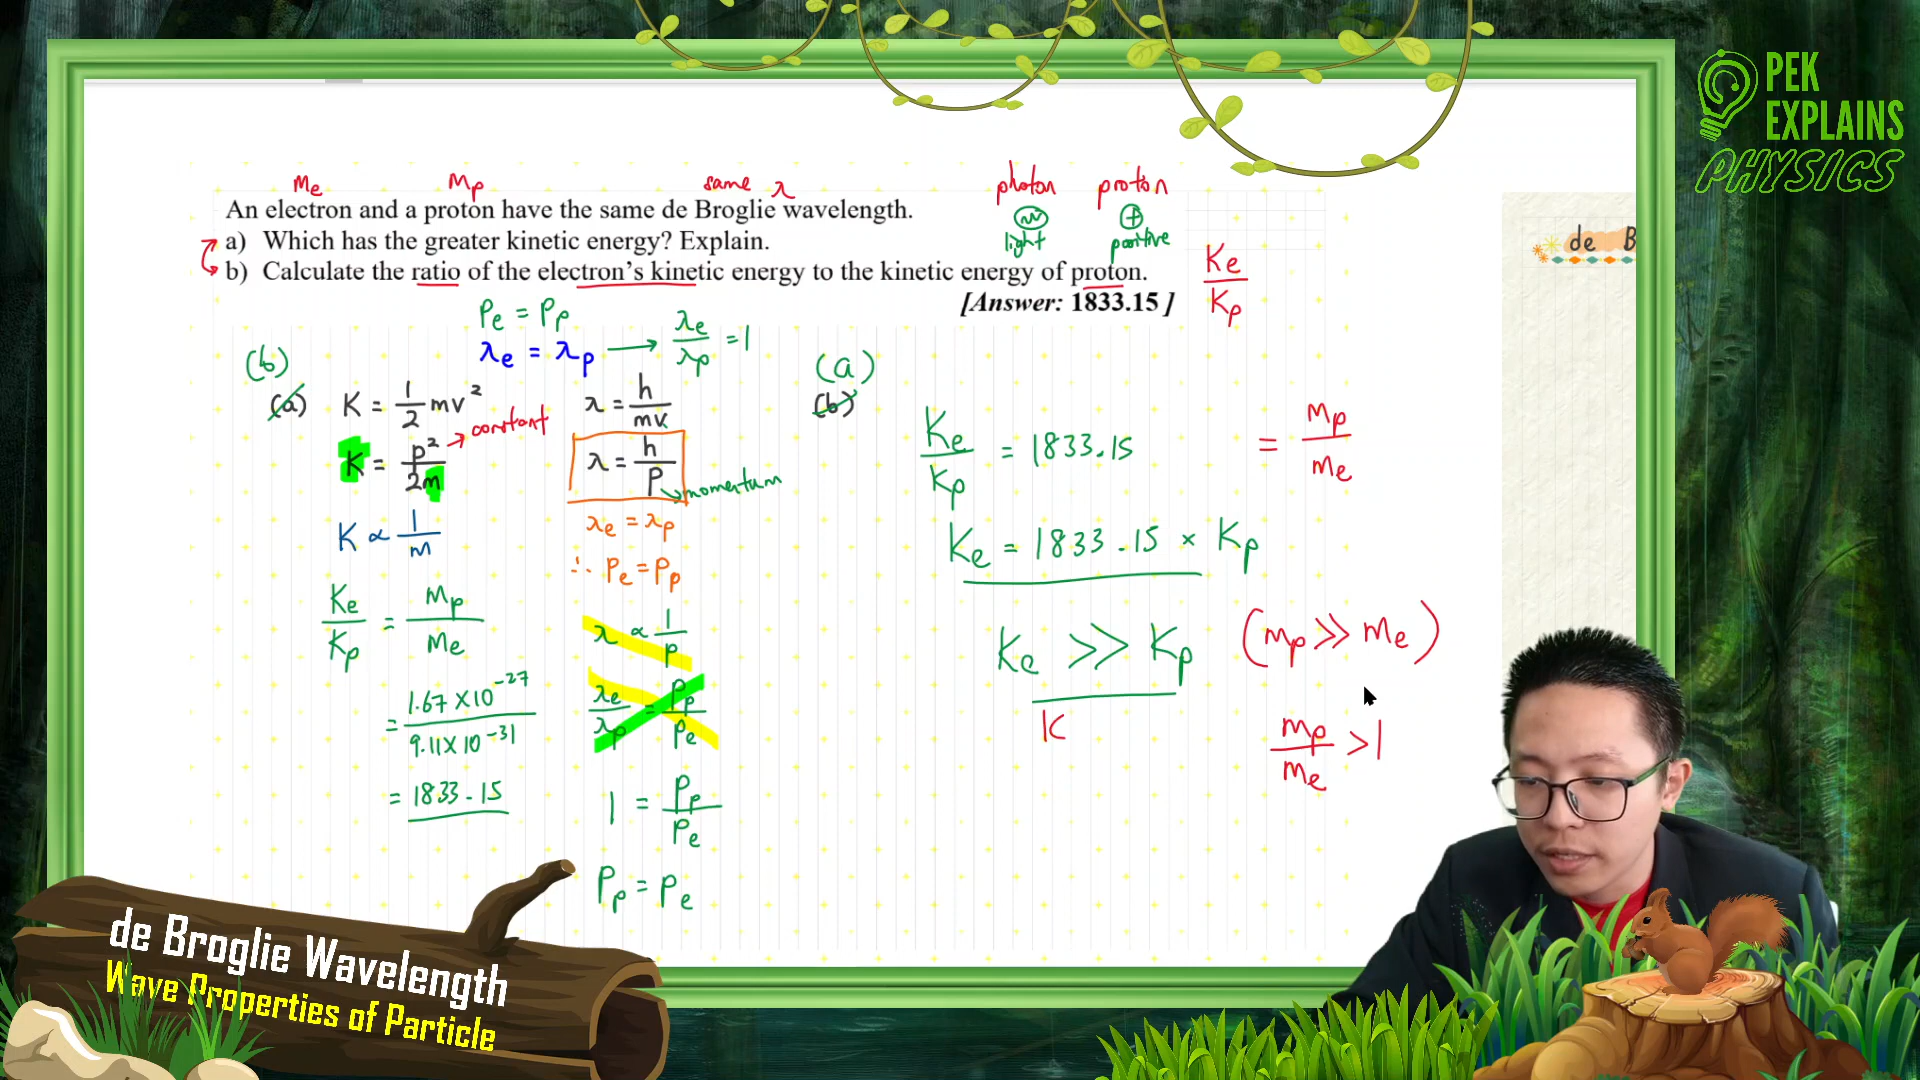 PEK
EXPLAINS
PHYSICS
me mp same λ
photon proton
An electron and a proton have the same de Broglie wavelength.
light positive
a) Which has the greater kinetic energy? Explain.
b) Calculate the ratio of the electron's kinetic energy to the kinetic energy of proton.
[Answer: 1833.15 ]
Ke/Kp
de B
Pe = Pp
λe = λp → λe/λp = 1
(b)
(a) K = 1/2 mv²
K = p²/2m → constant
K ∝ 1/m
Ke/Kp = Mp/Me
= 1.67 X 10⁻²⁷ / 9.11 X 10⁻³¹
= 1833.15
λ = h/mv
λ = h/P
momentum
λe = λp
∴ Pe = Pp
λ ∝ 1/P
λe/λp = Pp/Pe
1 = Pp/Pe
Pp = Pe
(a)
(b)
Ke/Kp = 1833.15 = Mp/Me
Ke = 1833.15 × Kp
Ke >> Kp (mp >> me)
K
mp/me > 1
de Broglie Wavelength
Wave Properties of Particle